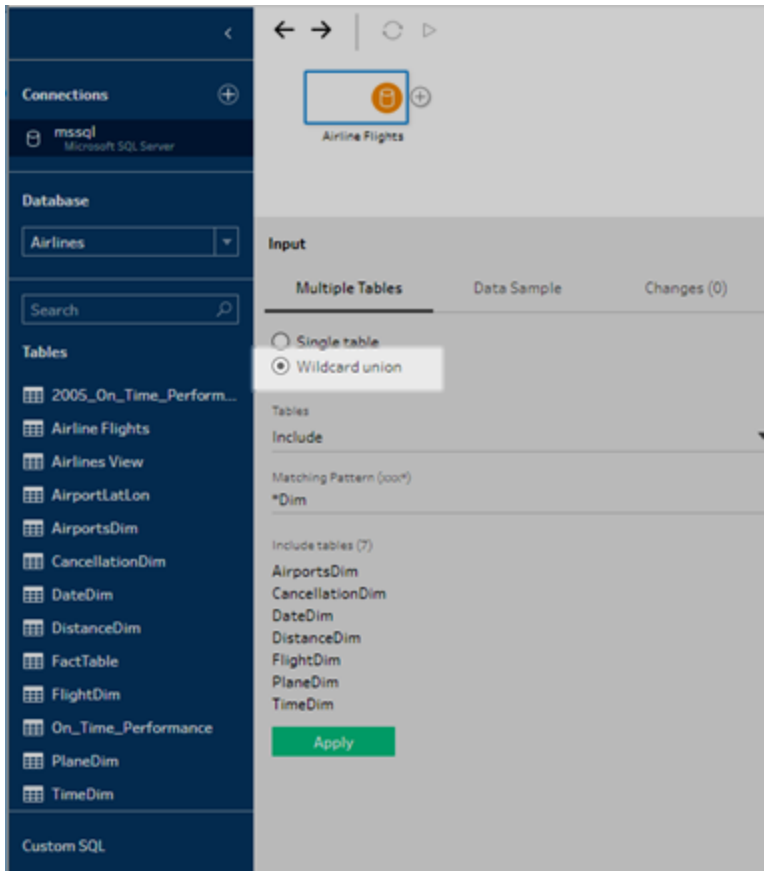 Connections
mssql
Microsoft SQL Server
Database
Airlines
Search
Tables
2005_On_Time_Perform...
Airline Flights
Airlines View
AirportLatLon
AirportsDim
CancellationDim
DateDim
DistanceDim
FactTable
FlightDim
On_Time_Performance
PlaneDim
TimeDim
Custom SQL
Airline Flights
Input
Multiple Tables
Data Sample
Changes (0)
Single table
Wildcard union
Tables
Include
Matching Pattern (xxx*)
*Dim
Include tables (7)
AirportsDim
CancellationDim
DateDim
DistanceDim
FlightDim
PlaneDim
TimeDim
Apply